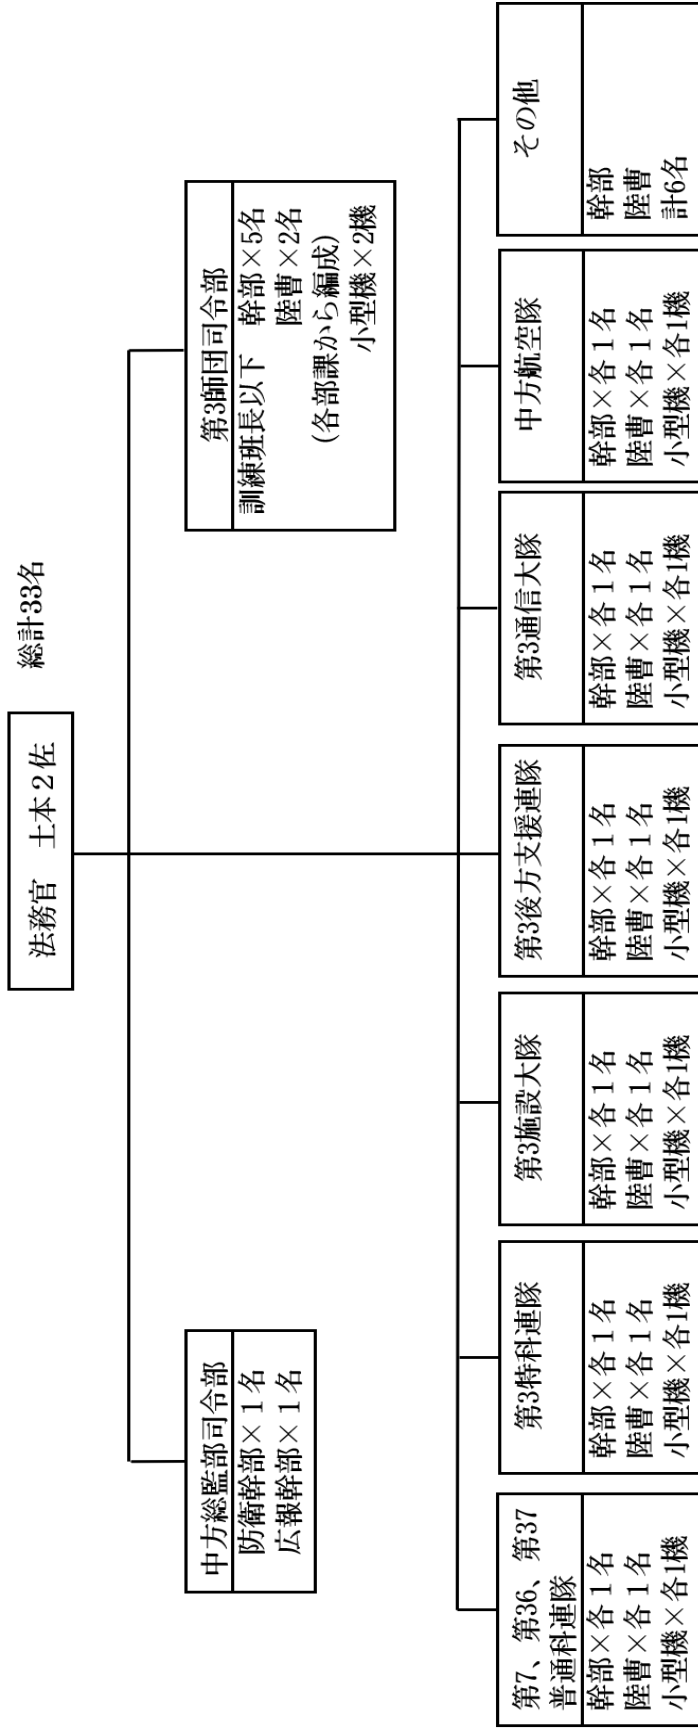 法務官　土本２佐
総計33名
中方総監部司令部
防衛幹部×１名
広報幹部×１名
第3師団司令部
訓練班長以下　幹部×5名
陸曹×2名
(各部課から編成)
小型機×2機
第7、第36、第37
普通科連隊
幹部×各１名
陸曹×各１名
小型機×各1機
第3特科連隊
幹部×各１名
陸曹×各１名
小型機×各1機
第3施設大隊
幹部×各１名
陸曹×各１名
小型機×各1機
第3後方支援連隊
幹部×各１名
陸曹×各１名
小型機×各1機
第3通信大隊
幹部×各１名
陸曹×各１名
小型機×各1機
中方航空隊
幹部×各１名
陸曹×各１名
小型機×各1機
その他
幹部
陸曹
計6名